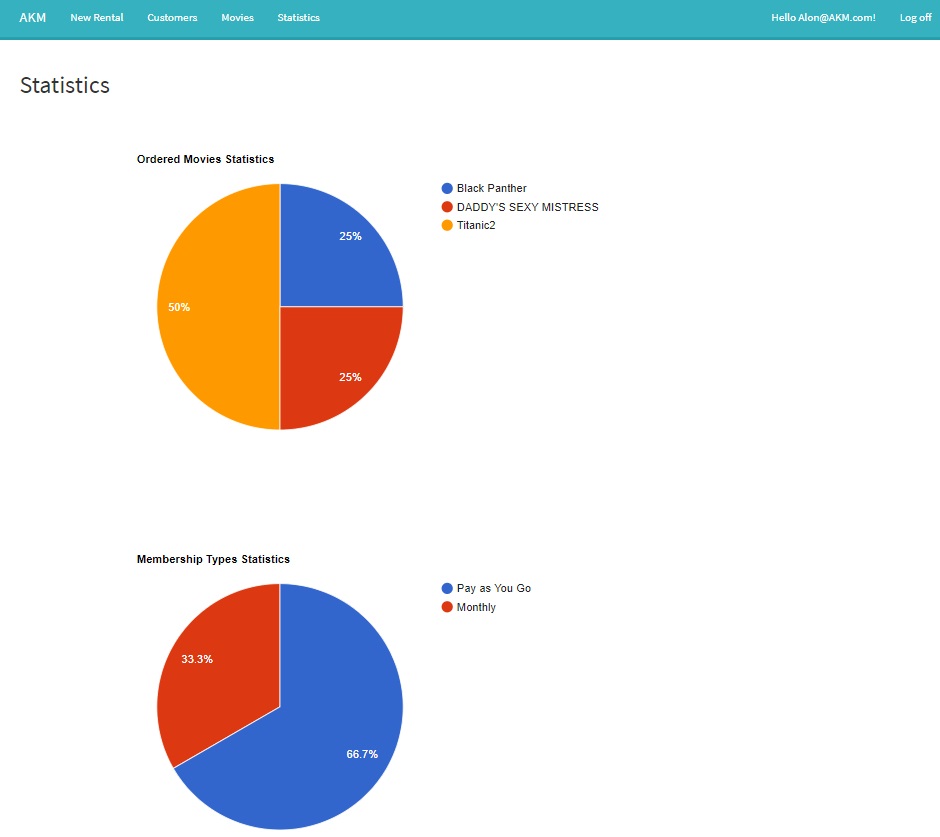 AKM New Rental Customers Movies Statistics Hello Alon@AKM.com! Log off
Statistics
Ordered Movies Statistics
Black Panther
DADDY'S SEXY MISTRESS
Titanic2
25%
50%
25%
Membership Types Statistics
Pay as You Go
Monthly
33.3%
66.7%